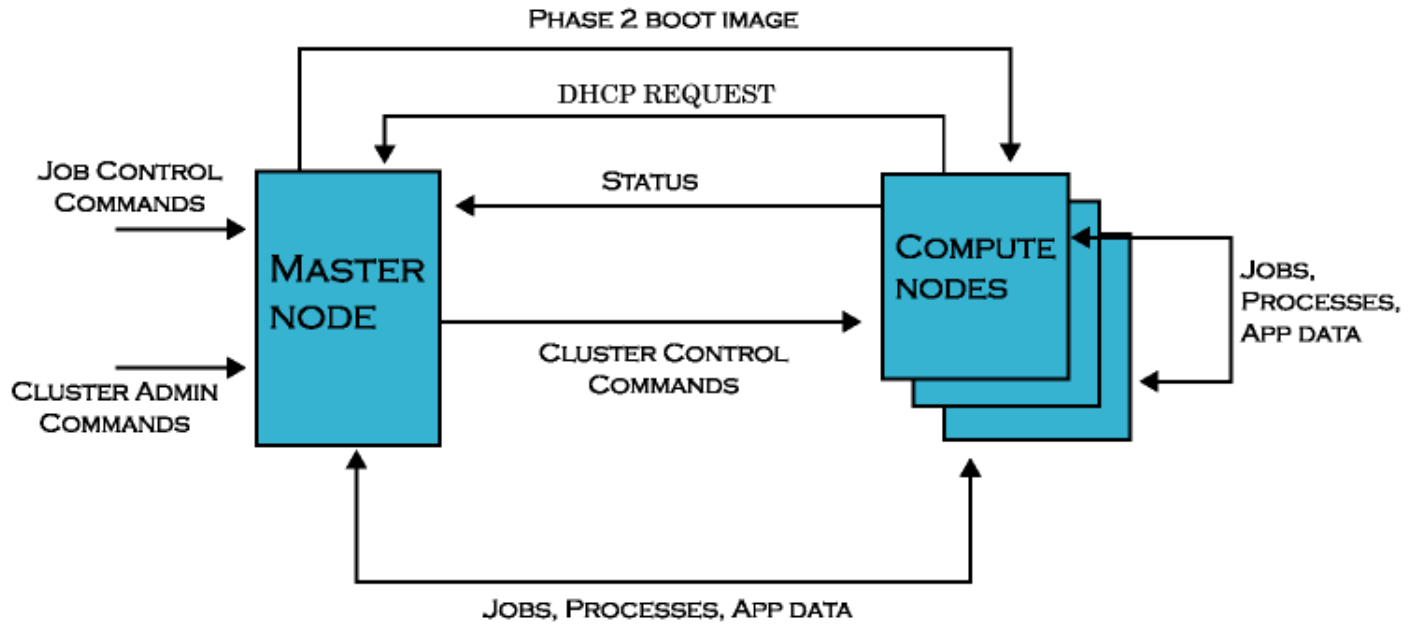 Phase 2 boot image
DHCP REQUEST
Job Control
Commands
Status
Master
node
Compute
nodes
Jobs,
Processes,
App data
Cluster Control
Commands
Cluster Admin
Commands
Jobs, Processes, App data